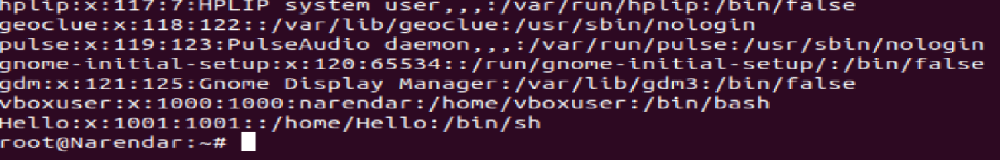 hplip:x:117:7:HPLIP system user,,,:/var/run/hplip:/bin/false
geoclue:x:118:122::/var/lib/geoclue:/usr/sbin/nologin
pulse:x:119:123:PulseAudio daemon,,,:/var/run/pulse:/usr/sbin/nologin
gnome-initial-setup:x:120:65534::/run/gnome-initial-setup/:/bin/false
gdm:x:121:125:Gnome Display Manager:/var/lib/gdm3:/bin/false
vboxuser:x:1000:1000:narendar:/home/vboxuser:/bin/bash
Hello:x:1001:1001::/home/Hello:/bin/sh
root@Narendar:~#